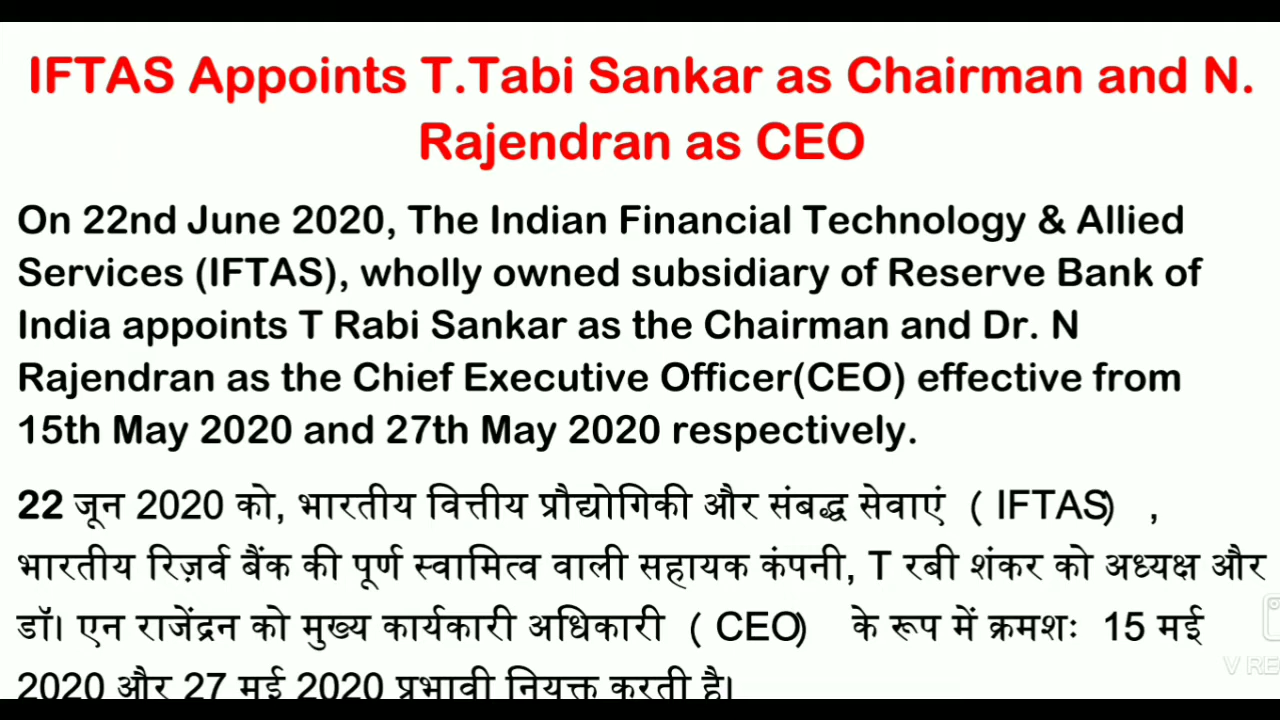 IFTAS Appoints T.Tabi Sankar as Chairman and N.
Rajendran as CEO
On 22nd June 2020, The Indian Financial Technology & Allied
Services (IFTAS), wholly owned subsidiary of Reserve Bank of
India appoints T Rabi Sankar as the Chairman and Dr. N
Rajendran as the Chief Executive Officer(CEO) effective from
15th May 2020 and 27th May 2020 respectively.
22 जून 2020 को, भारतीय वित्तीय प्रौद्योगिकी और संबद्ध सेवाएं ( IFTAS) ,
भारतीय रिज़र्व बैंक की पूर्ण स्वामित्व वाली सहायक कंपनी, T रबी शंकर को अध्यक्ष और
डॉ। एन राजेंद्रन को मुख्य कार्यकारी अधिकारी ( CEO) के रूप में क्रमशः 15 मई
2020 और 27 मई 2020 प्रभावी नियुक्त करती है।
V RE